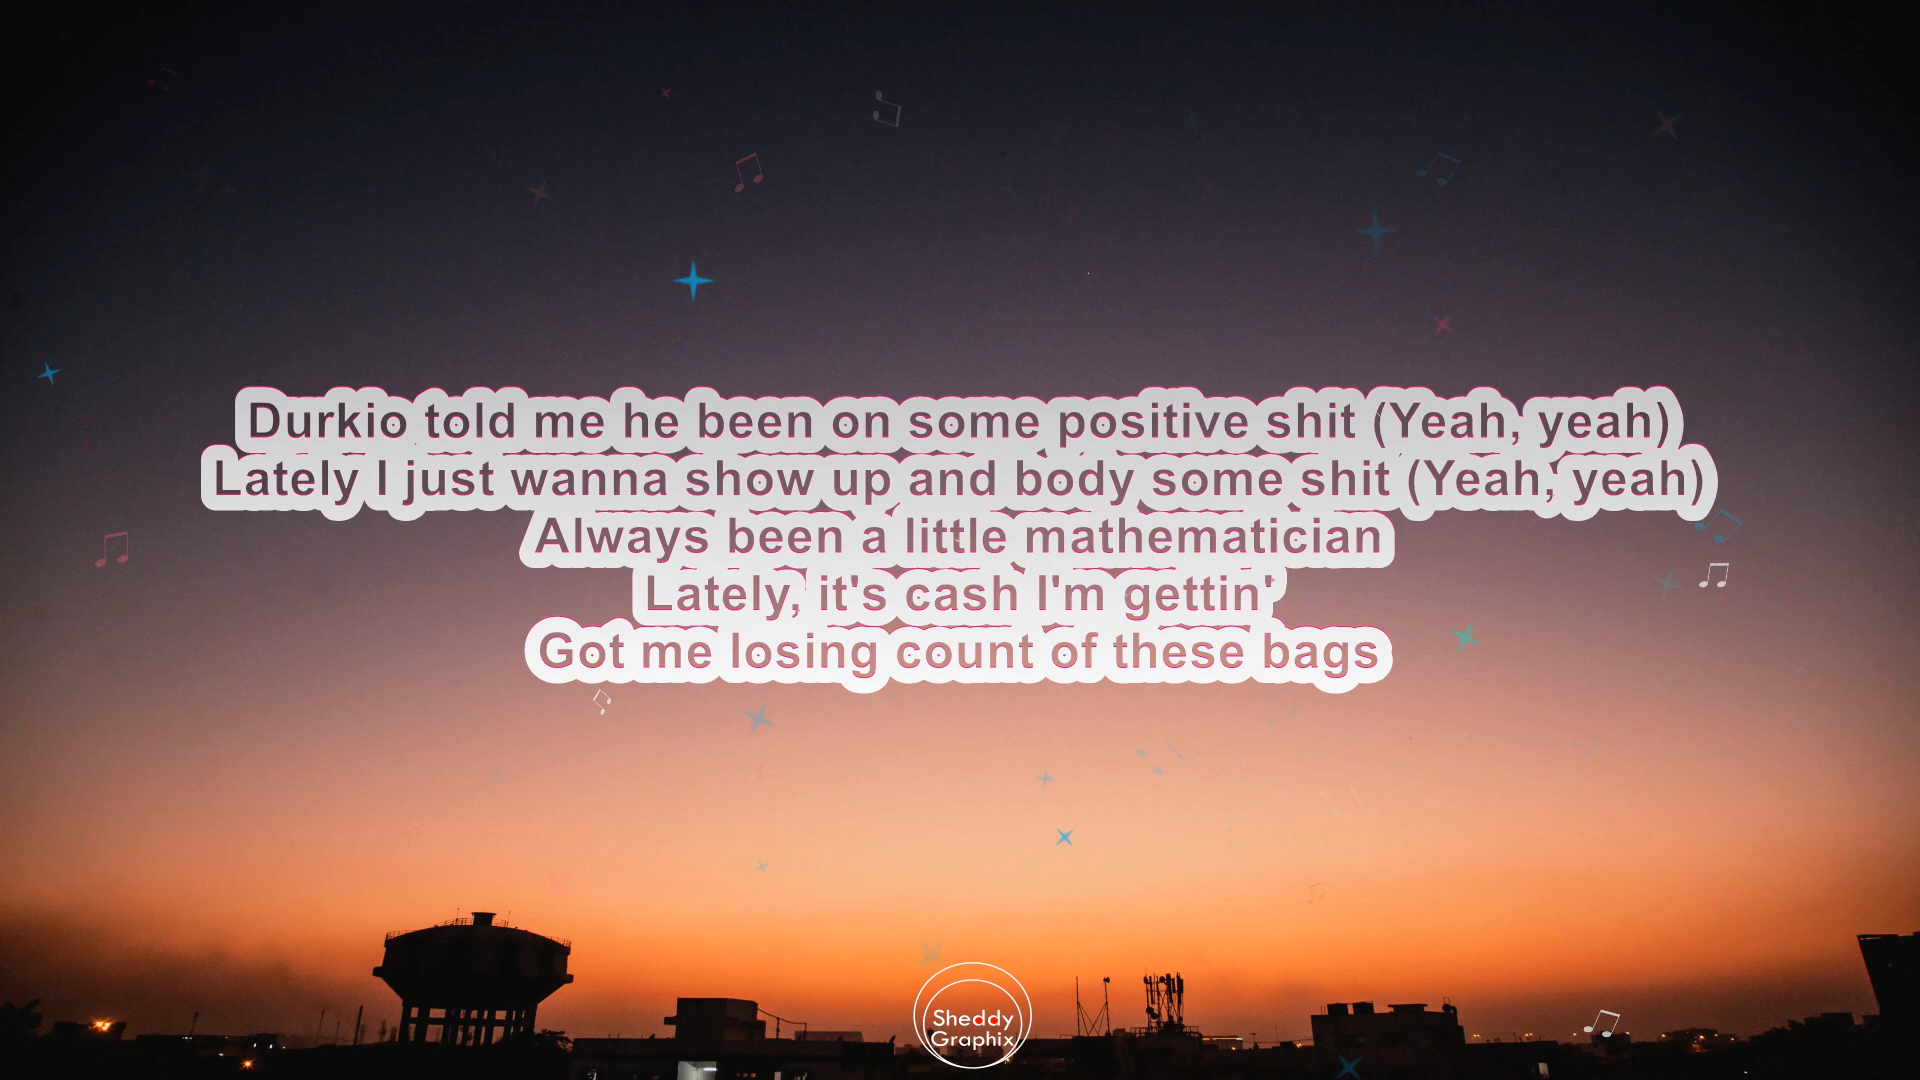 Durkio told me he been on some positive shit (Yeah, yeah)
Lately I just wanna show up and body some shit (Yeah, yeah)
Always been a little mathematician
Lately, it's cash I'm gettin'
Got me losing count of these bags
Sheddy
Graphix